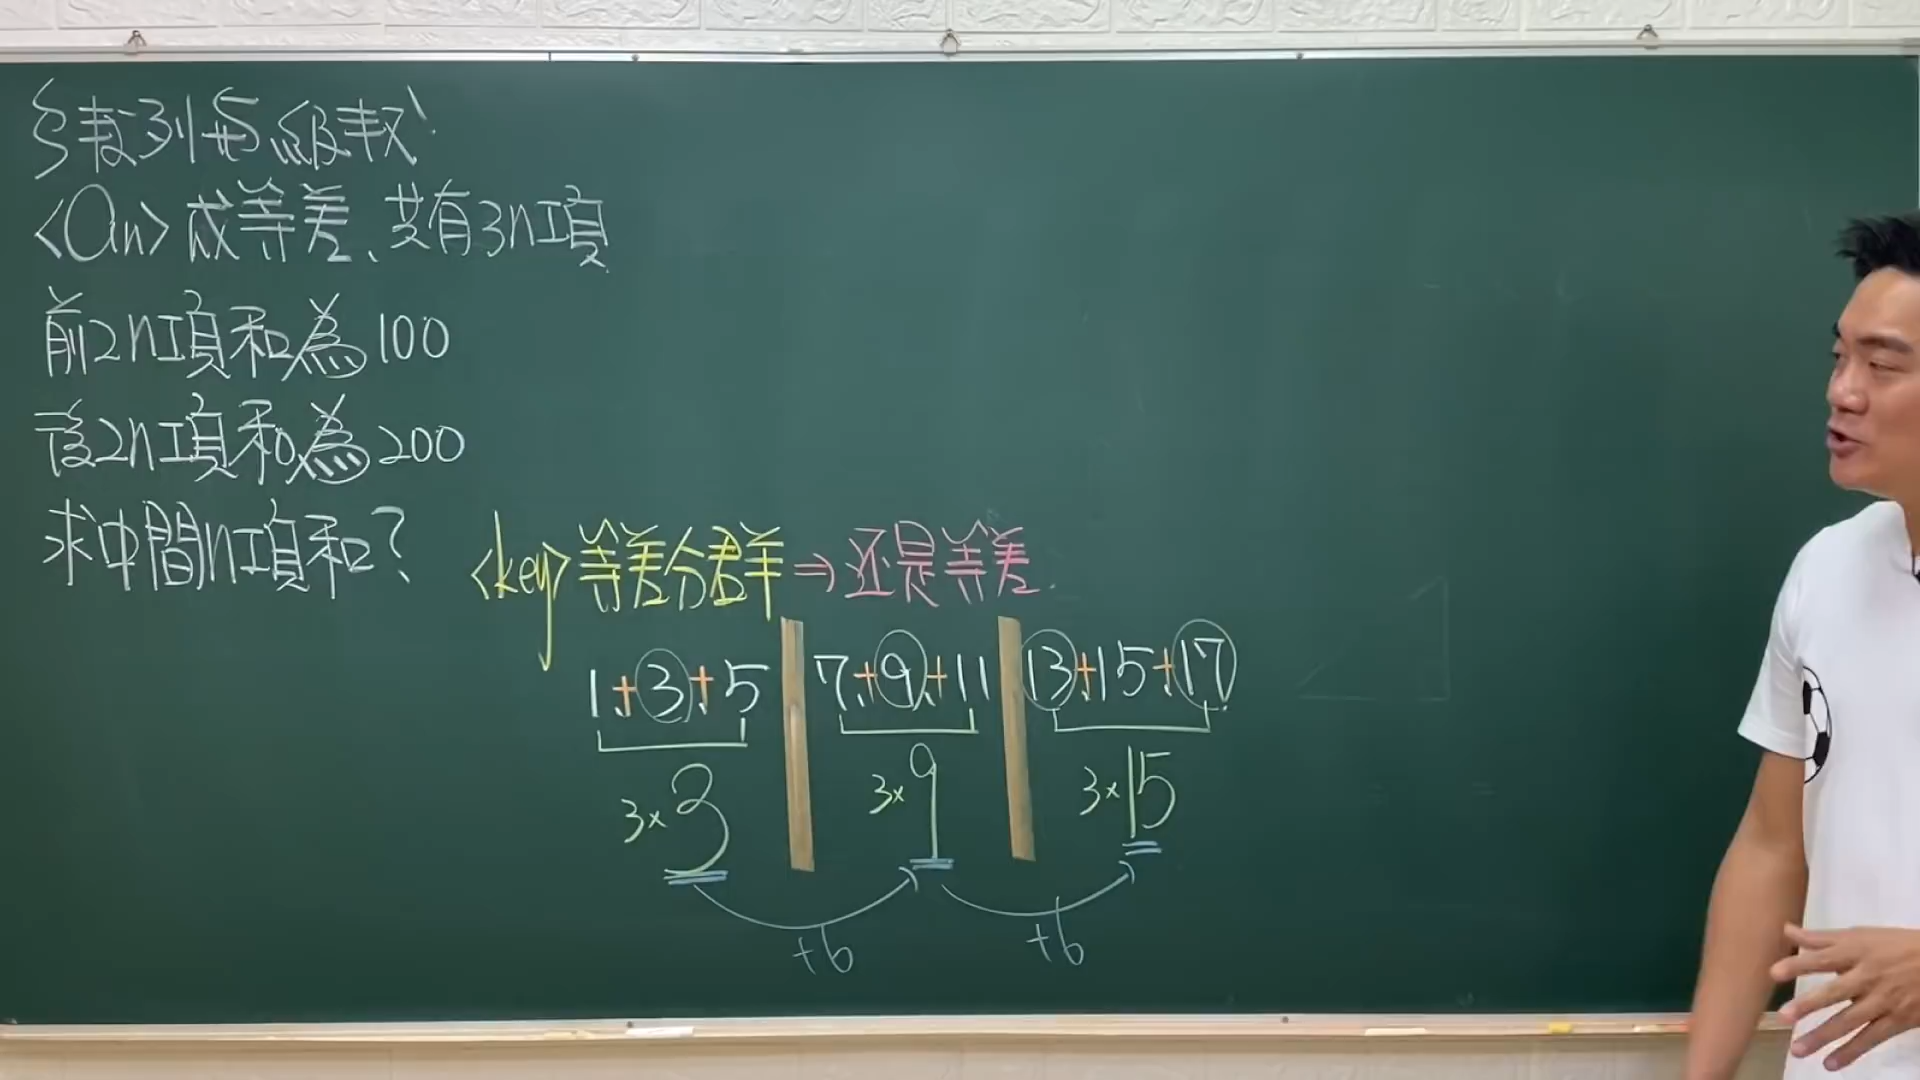 §數列与級數
<an>成等差、共有3n項
前2n項和為100
後2n項和為200
求中間n項和?
<key>等差分群⇒还是等差
1,+3,+5 7,+9,+11 13,+15,+17
3×3 3×9 3×15
+6 +6